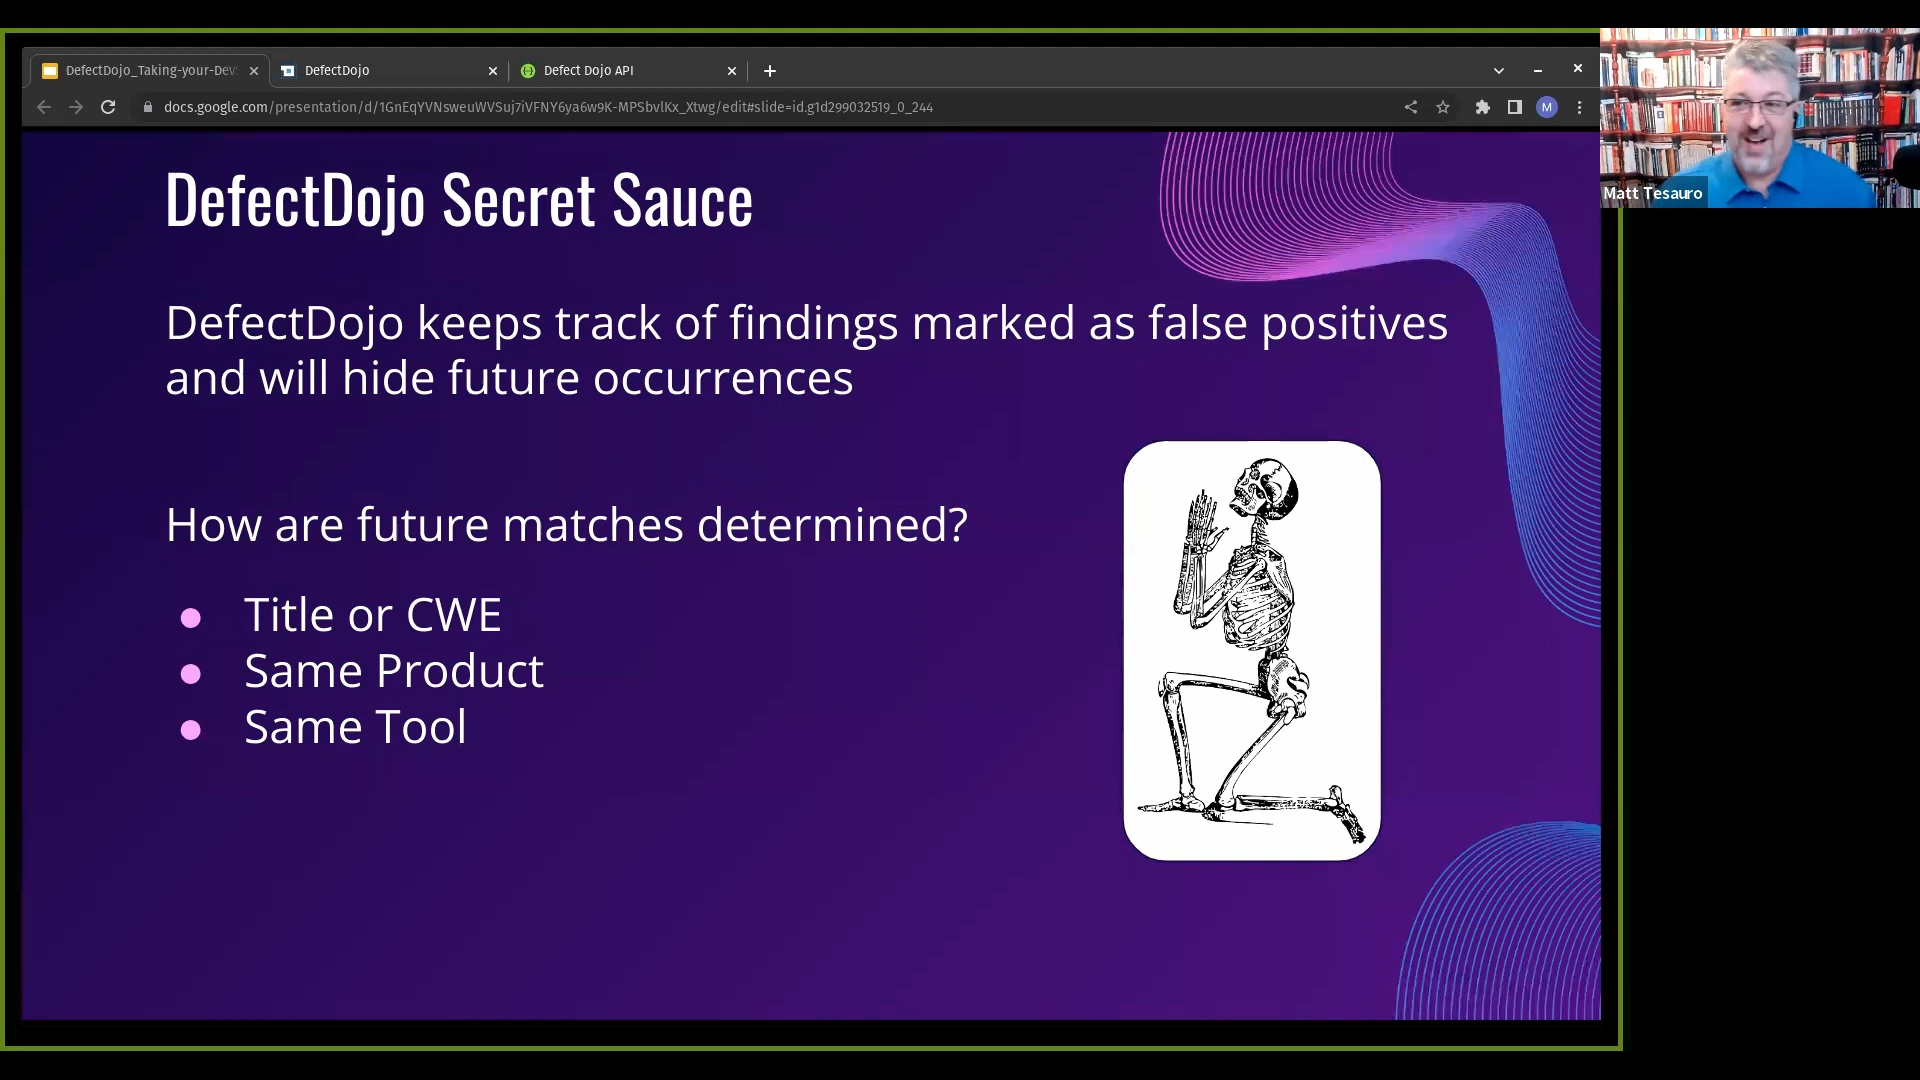 DefectDojo_Taking-your-Dev
DefectDojo
Defect Dojo API
docs.google.com/presentation/d/1GnEqYVNsweuWVSuj7iVFNY6ya6w9K-MPSbvlKx_Xtwg/edit#slide=id.g1d299032519_0_244
M
Matt Tesauro
DefectDojo Secret Sauce
DefectDojo keeps track of findings marked as false positives
and will hide future occurrences
How are future matches determined?
● Title or CWE
● Same Product
● Same Tool